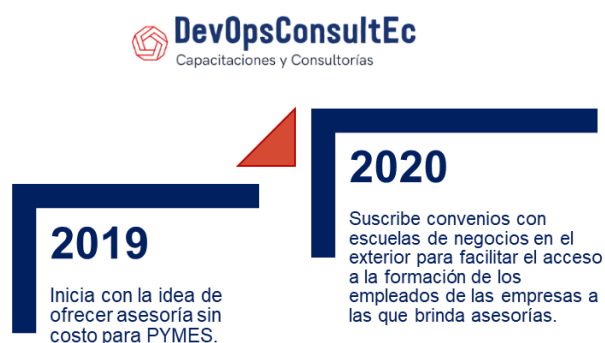 DevOpsConsultEc
Capacitaciones y Consultorías
2019
Inicia con la idea de
ofrecer asesoría sin
costo para PYMES.
2020
Suscribe convenios con
escuelas de negocios en el
exterior para facilitar el acceso
a la formación de los
empleados de las empresas a
las que brinda asesorías.